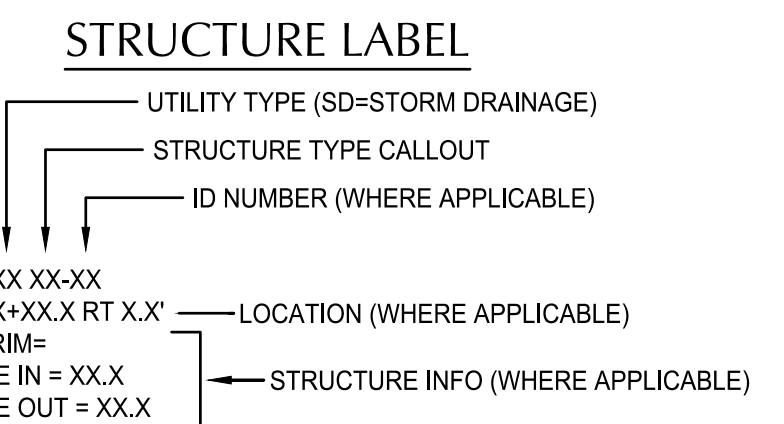 STRUCTURE LABEL
UTILITY TYPE (SD=STORM DRAINAGE)
STRUCTURE TYPE CALLOUT
ID NUMBER (WHERE APPLICABLE)
XX XX-XX
X+XX.X RT X.X'
LOCATION (WHERE APPLICABLE)
RIM=
E IN = XX.X
STRUCTURE INFO (WHERE APPLICABLE)
E OUT = XX.X